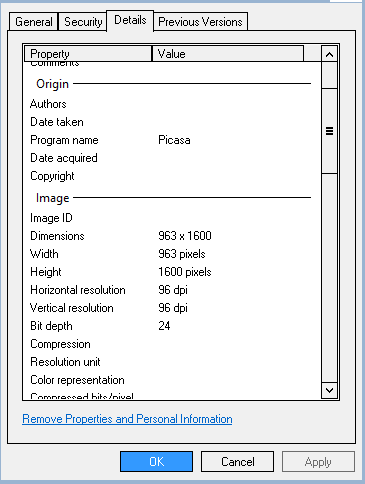 General Security Details Previous Versions
Property Value
Comments
Origin
Authors
Date taken
Program name Picasa
Date acquired
Copyright
Image
Image ID
Dimensions 963 x 1600
Width 963 pixels
Height 1600 pixels
Horizontal resolution 96 dpi
Vertical resolution 96 dpi
Bit depth 24
Compression
Resolution unit
Color representation
Compressed bits/pixel
Remove Properties and Personal Information
OK Cancel Apply